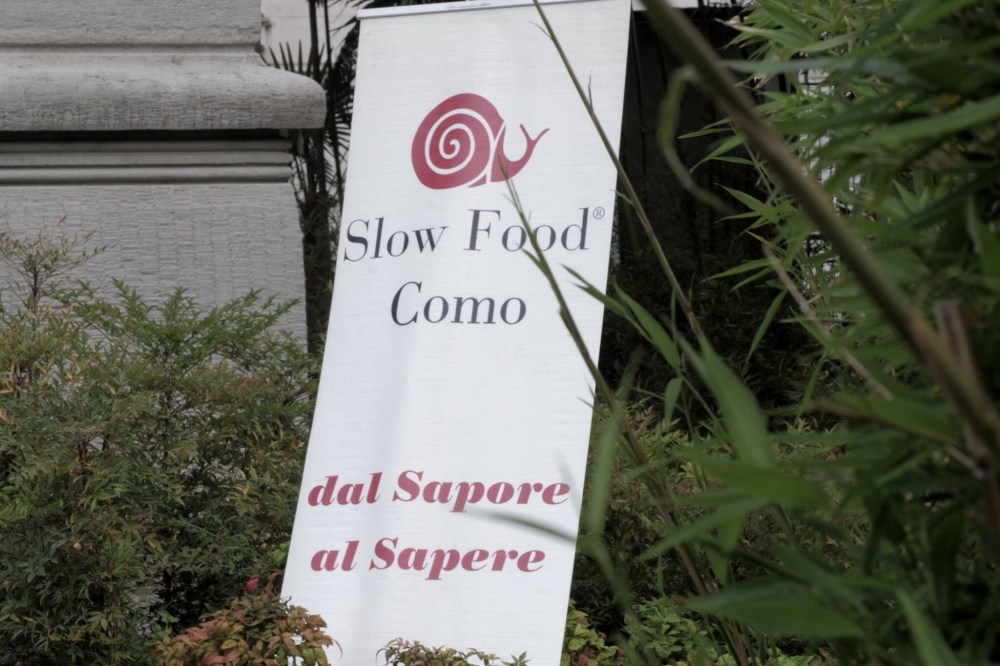 Slow Food®
Como
dal Sapore
al Sapere